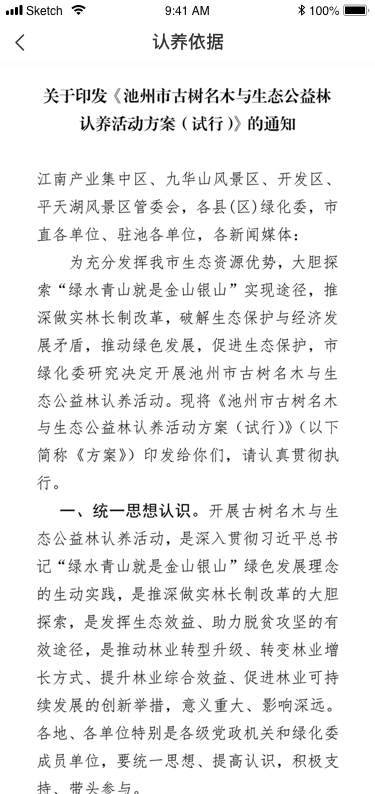 Sketch 9:41 AM 100%
认养依据
关于印发《池州市古树名木与生态公益林
认养活动方案（试行）》的通知
江南产业集中区、九华山风景区、开发区、
平天湖风景区管委会，各县(区)绿化委，市
直各单位、驻池各单位，各新闻媒体：
为充分发挥我市生态资源优势，大胆探
索“绿水青山就是金山银山”实现途径，推
深做实林长制改革，破解生态保护与经济发
展矛盾，推动绿色发展，促进生态保护，市
绿化委研究决定开展池州市古树名木与生
态公益林认养活动。现将《池州市古树名木
与生态公益林认养活动方案（试行）》（以下
简称《方案》）印发给你们，请认真贯彻执
行。
一、统一思想认识。开展古树名木与生
态公益林认养活动，是深入贯彻习近平总书
记“绿水青山就是金山银山”绿色发展理念
的生动实践，是推深做实林长制改革的大胆
探索，是发挥生态效益、助力脱贫攻坚的有
效途径，是推动林业转型升级、转变林业增
长方式、提升林业综合效益、促进林业可持
续发展的创新举措，意义重大、影响深远。
各地、各单位特别是各级党政机关和绿化委
成员单位，要统一思想、提高认识，积极支
持、带头参与。